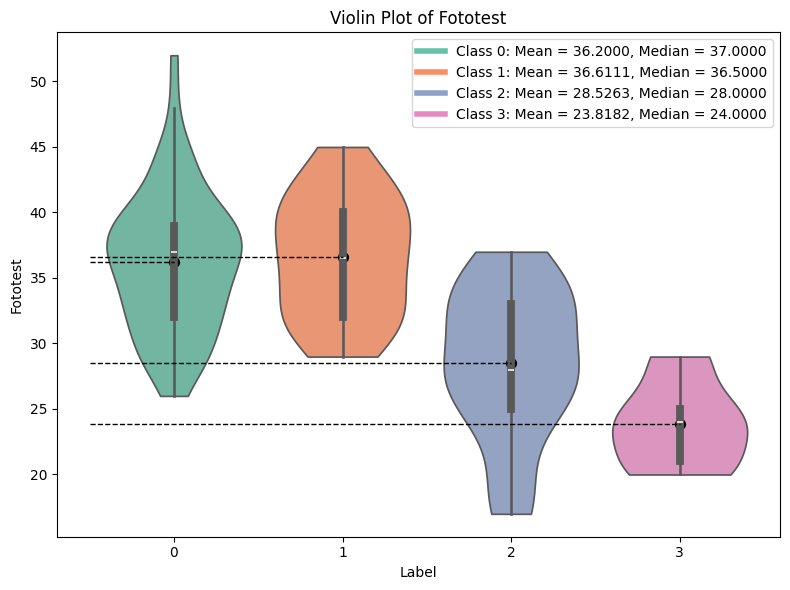 Violin Plot of Fototest
Class 0: Mean = 36.2000, Median = 37.0000
Class 1: Mean = 36.6111, Median = 36.5000
Class 2: Mean = 28.5263, Median = 28.0000
Class 3: Mean = 23.8182, Median = 24.0000
50
45
40
35
30
25
20
Fototest
0 1 2 3
Label